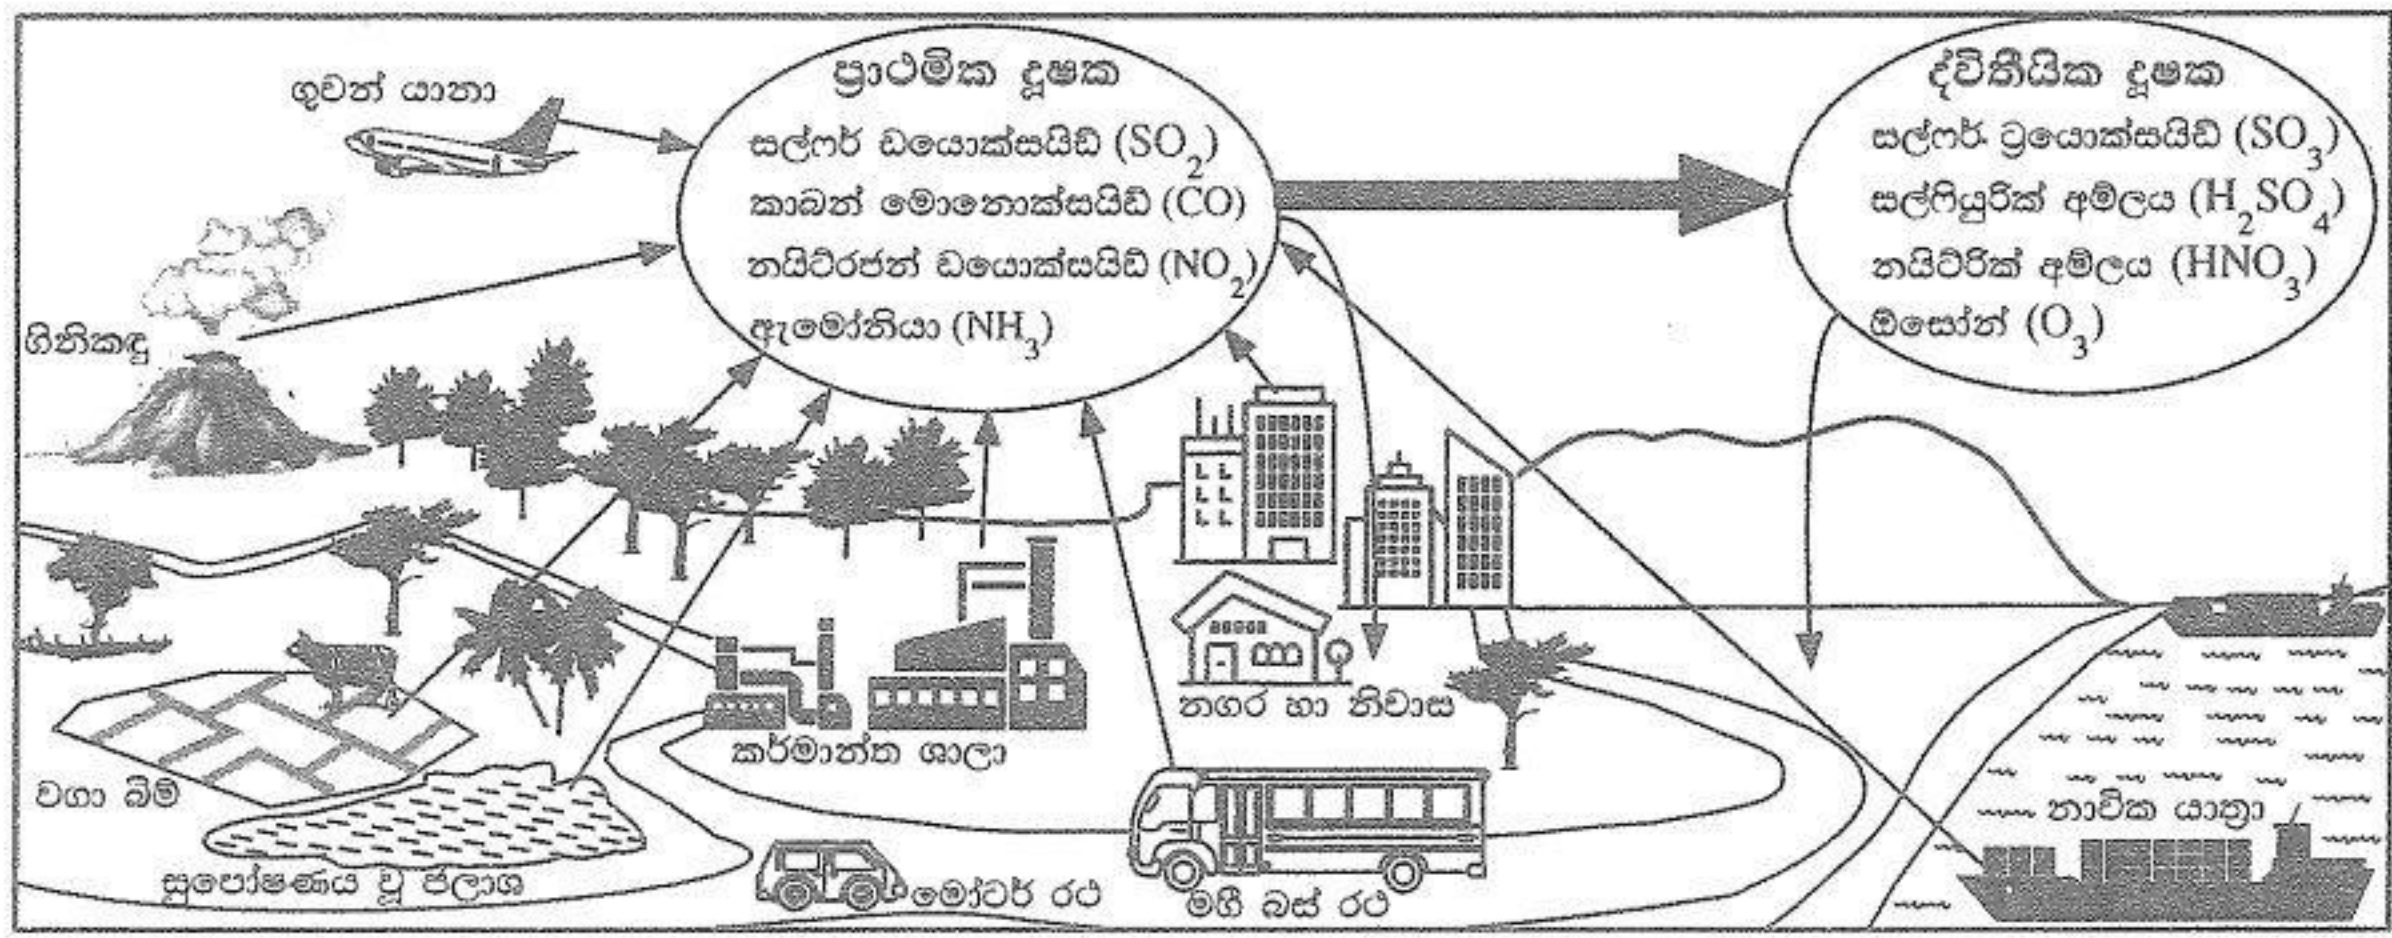 ගුවන් යානා
ප්‍රාථමික දූෂක
සල්ෆර් ඩයොක්සයිඩ් (SO₂)
කාබන් මොනොක්සයිඩ් (CO)
නයිට්රජන් ඩයොක්සයිඩ් (NO₂)
ඇමෝනියා (NH₃)
ද්විතීයික දූෂක
සල්ෆර් ට්‍රයොක්සයිඩ් (SO₃)
සල්ෆියුරික් අම්ලය (H₂SO₄)
නයිට්රික් අම්ලය (HNO₃)
ඕසෝන් (O₃)
ගිනිකඳු
නගර හා නිවාස
කර්මාන්ත ශාලා
වගා බිම්
නාවික යාත්‍රා
සුපෝෂණය වූ ජලාශ
මෝටර් රථ
මගී බස් රථ